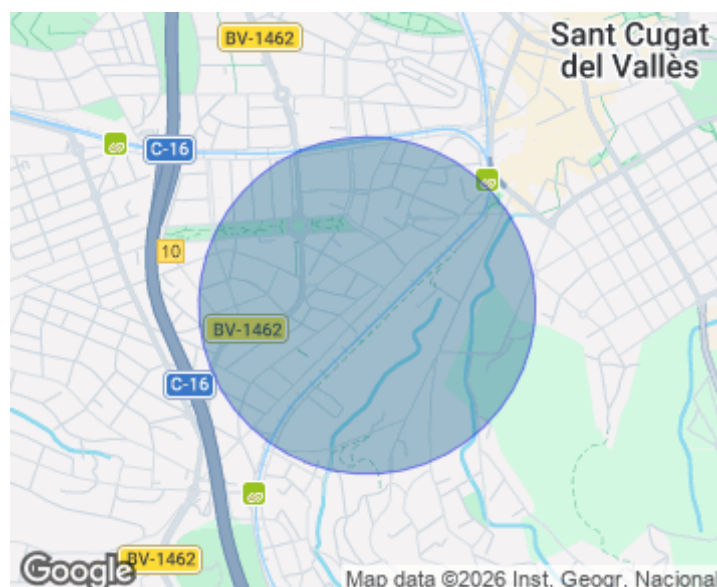 BV-1462
Sant Cugat
del Vallès
C-16
10
BV-1462
C-16
BV-1462
Google
Map data ©2026 Inst. Geogr. Nacional